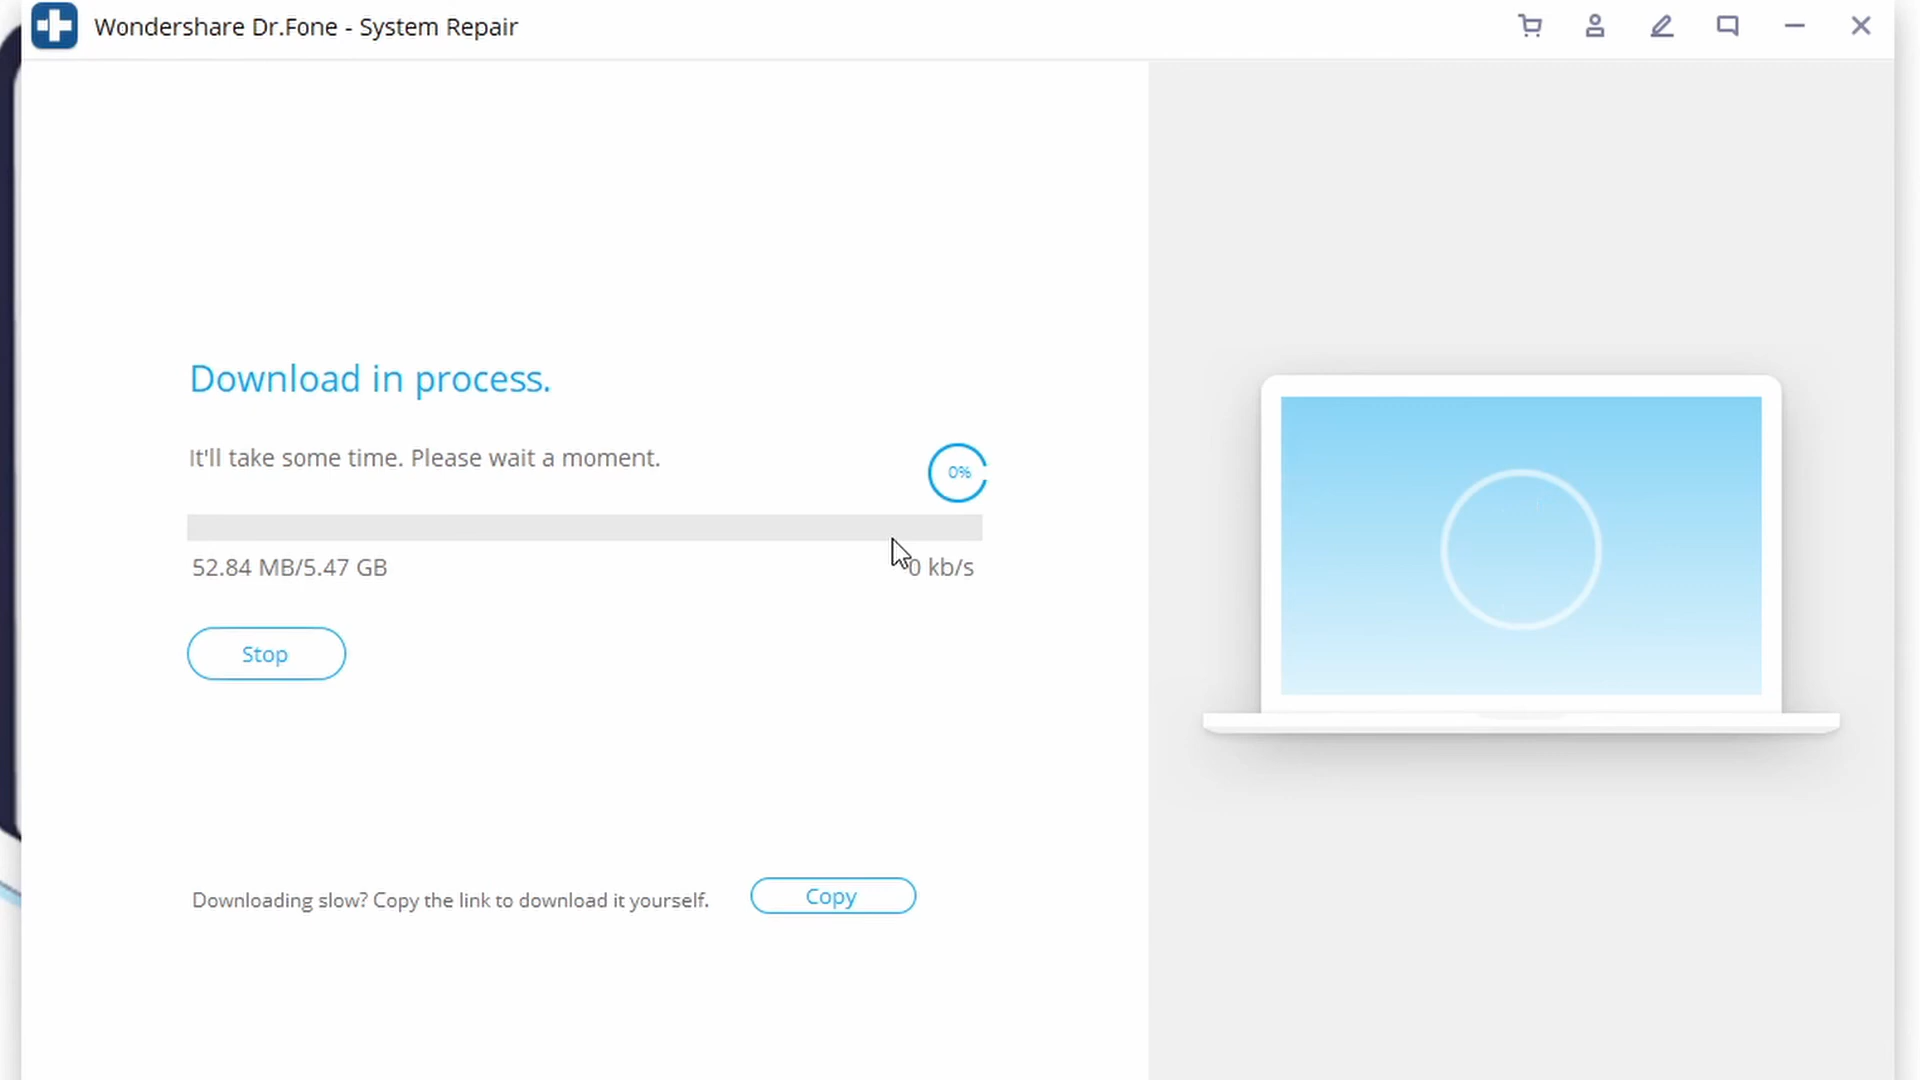 Wondershare Dr.Fone - System Repair
Download in process.
It'll take some time. Please wait a moment.
0%
52.84 MB/5.47 GB
0 kb/s
Stop
Downloading slow? Copy the link to download it yourself.
Copy